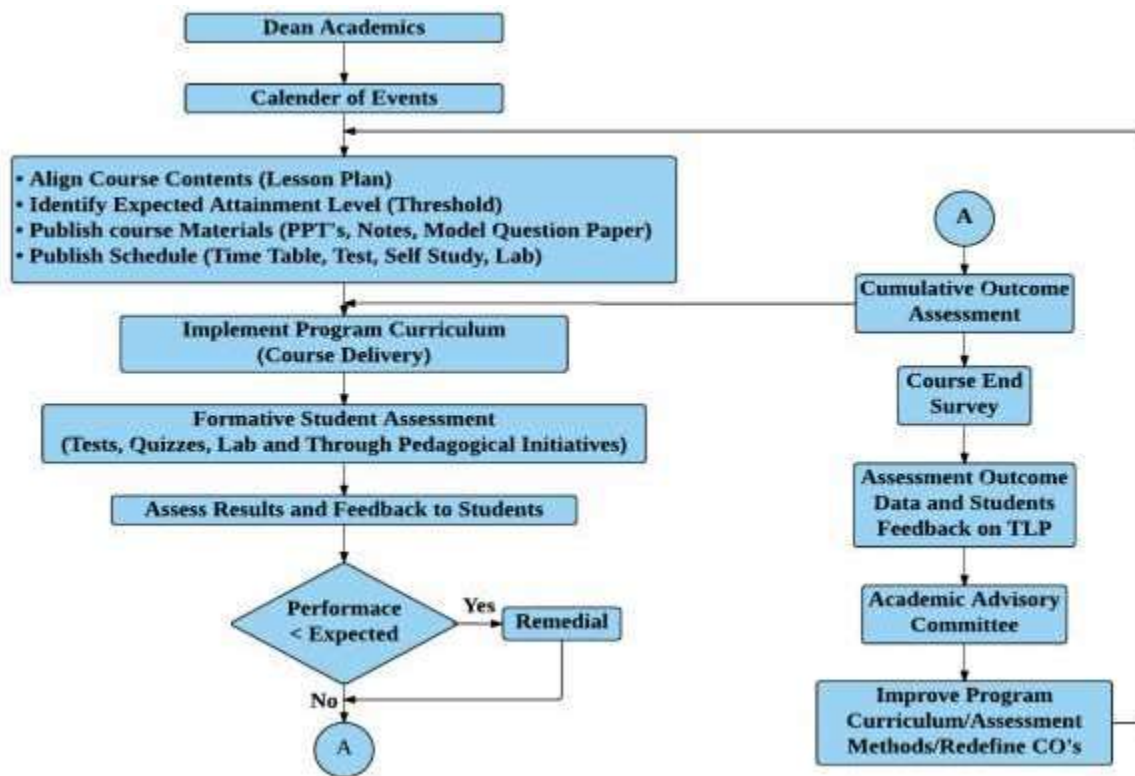 Dean Academics
Calender of Events
• Align Course Contents (Lesson Plan)
• Identify Expected Attainment Level (Threshold)
• Publish course Materials (PPT's, Notes, Model Question Paper)
• Publish Schedule (Time Table, Test, Self Study, Lab)
Implement Program Curriculum
(Course Delivery)
Formative Student Assessment
(Tests, Quizzes, Lab and Through Pedagogical Initiatives)
Assess Results and Feedback to Students
Performace
< Expected
Yes
Remedial
No
A
A
Cumulative Outcome
Assessment
Course End
Survey
Assessment Outcome
Data and Students
Feedback on TLP
Academic Advisory
Committee
Improve Program
Curriculum/Assessment
Methods/Redefine CO's